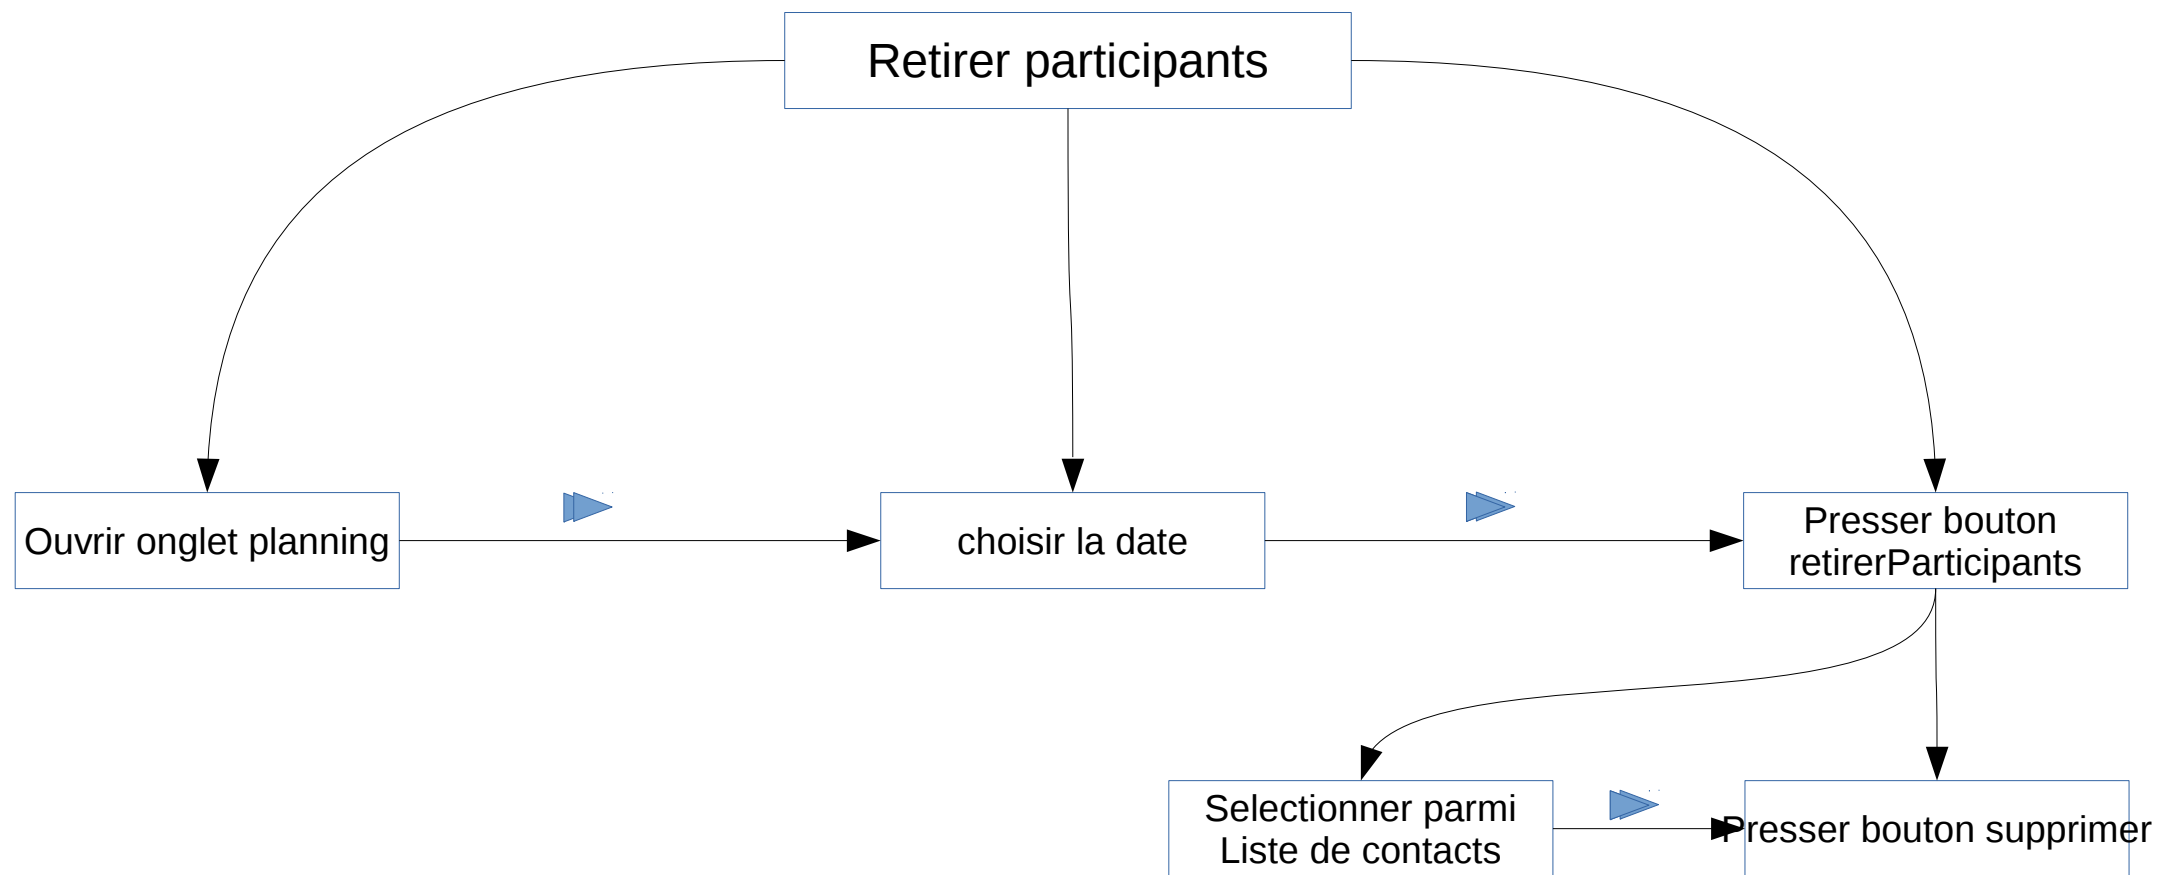 Retirer participants
Ouvrir onglet planning
choisir la date
Presser bouton
retirerParticipants
Selectionner parmi
Liste de contacts
Presser bouton supprimer